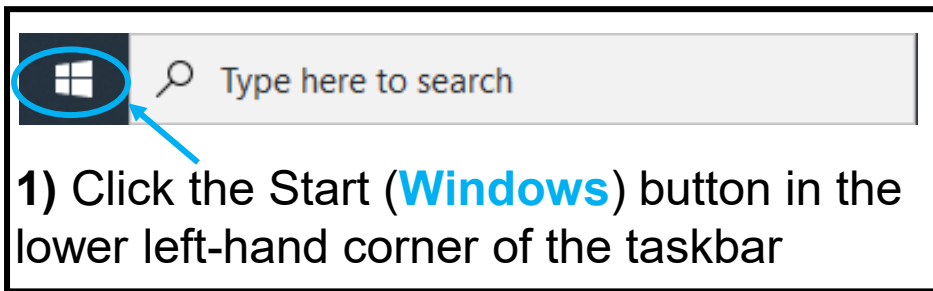 Type here to search
1) Click the Start (Windows) button in the
lower left-hand corner of the taskbar